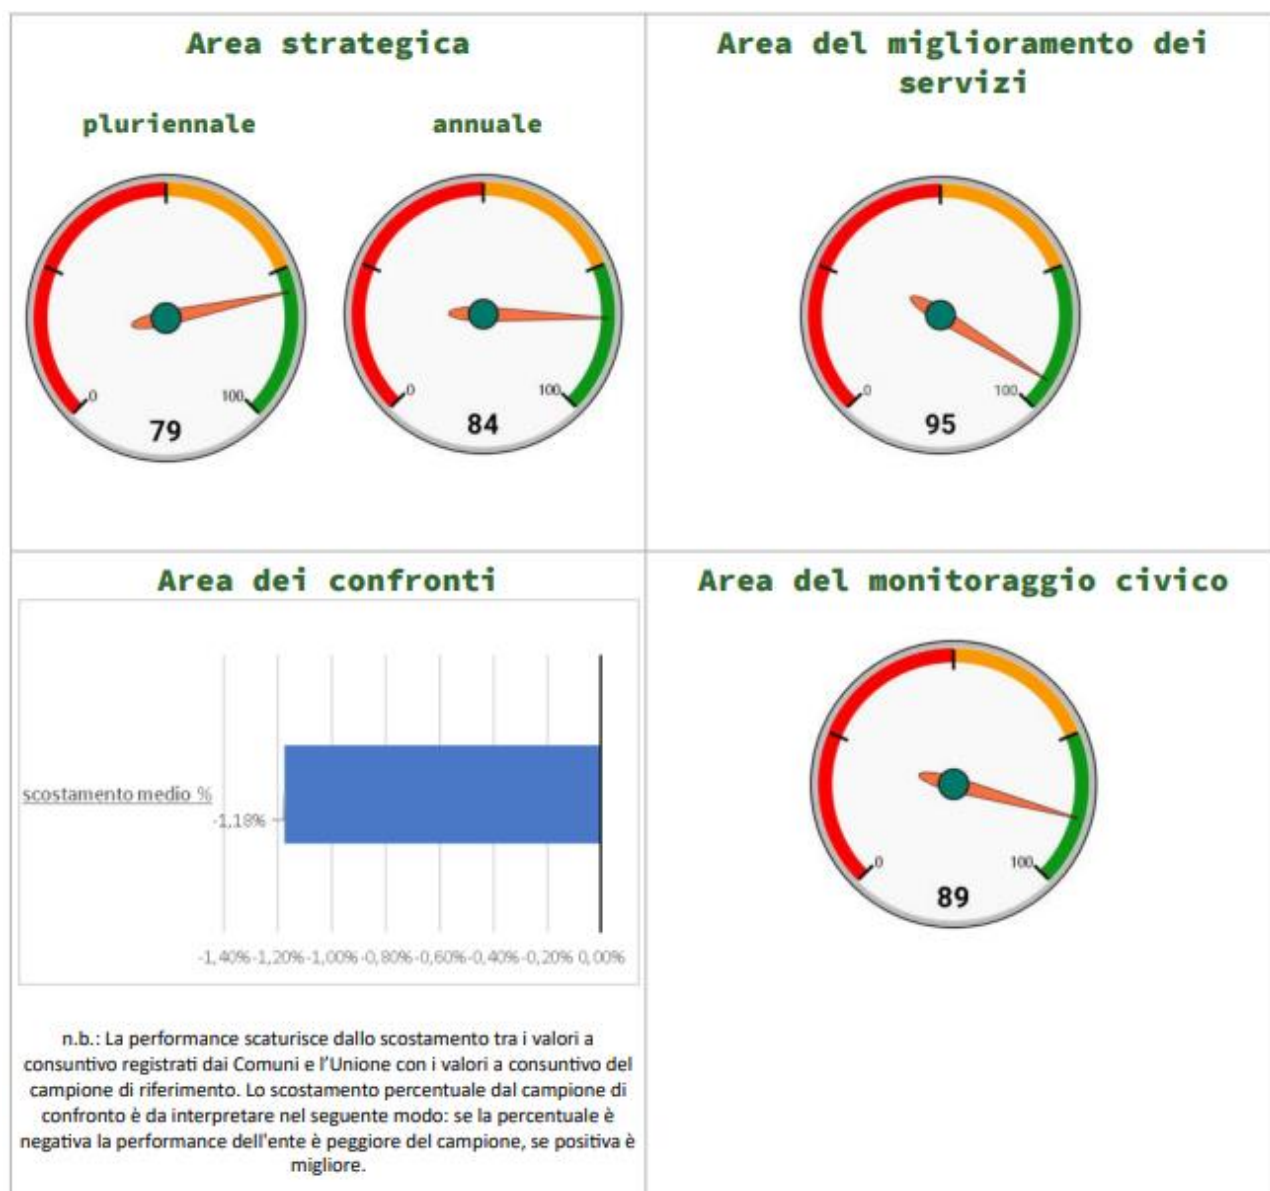 Area strategica
pluriennale
annuale
0
100
79
0
100
84
Area del miglioramento dei
servizi
0
100
95
Area dei confronti
scostamento medio %
-1,18%
-1,40% -1,20% -1,00% -0,80% -0,60% -0,40% -0,20% 0,00%
n.b.: La performance scaturisce dallo scostamento tra i valori a
consuntivo registrati dai Comuni e l'Unione con i valori a consuntivo del
campione di riferimento. Lo scostamento percentuale dal campione di
confronto è da interpretare nel seguente modo: se la percentuale è
negativa la performance dell'ente è peggiore del campione, se positiva è
migliore.
Area del monitoraggio civico
0
100
89